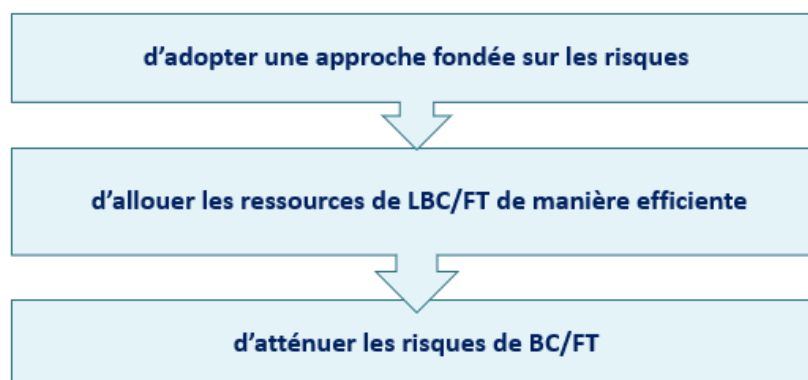 d’adopter une approche fondée sur les risques
d’allouer les ressources de LBC/FT de manière efficiente
d’atténuer les risques de BC/FT